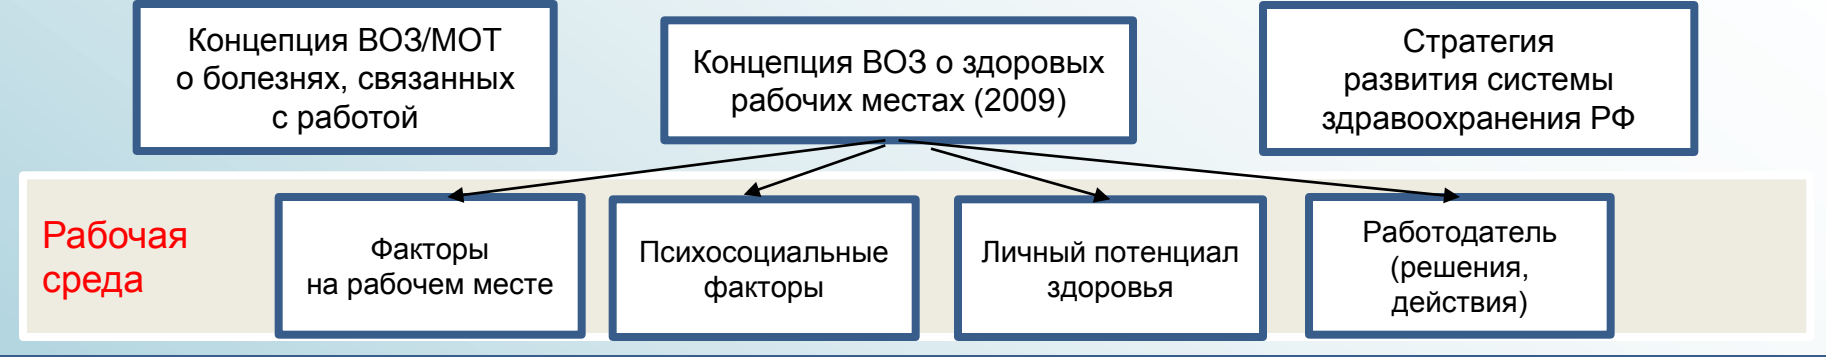 Концепция ВОЗ/МОТ
о болезнях, связанных
с работой
Концепция ВОЗ о здоровых
рабочих местах (2009)
Стратегия
развития системы
здравоохранения РФ
Рабочая
среда
Факторы
на рабочем месте
Психосоциальные
факторы
Личный потенциал
здоровья
Работодатель
(решения,
действия)